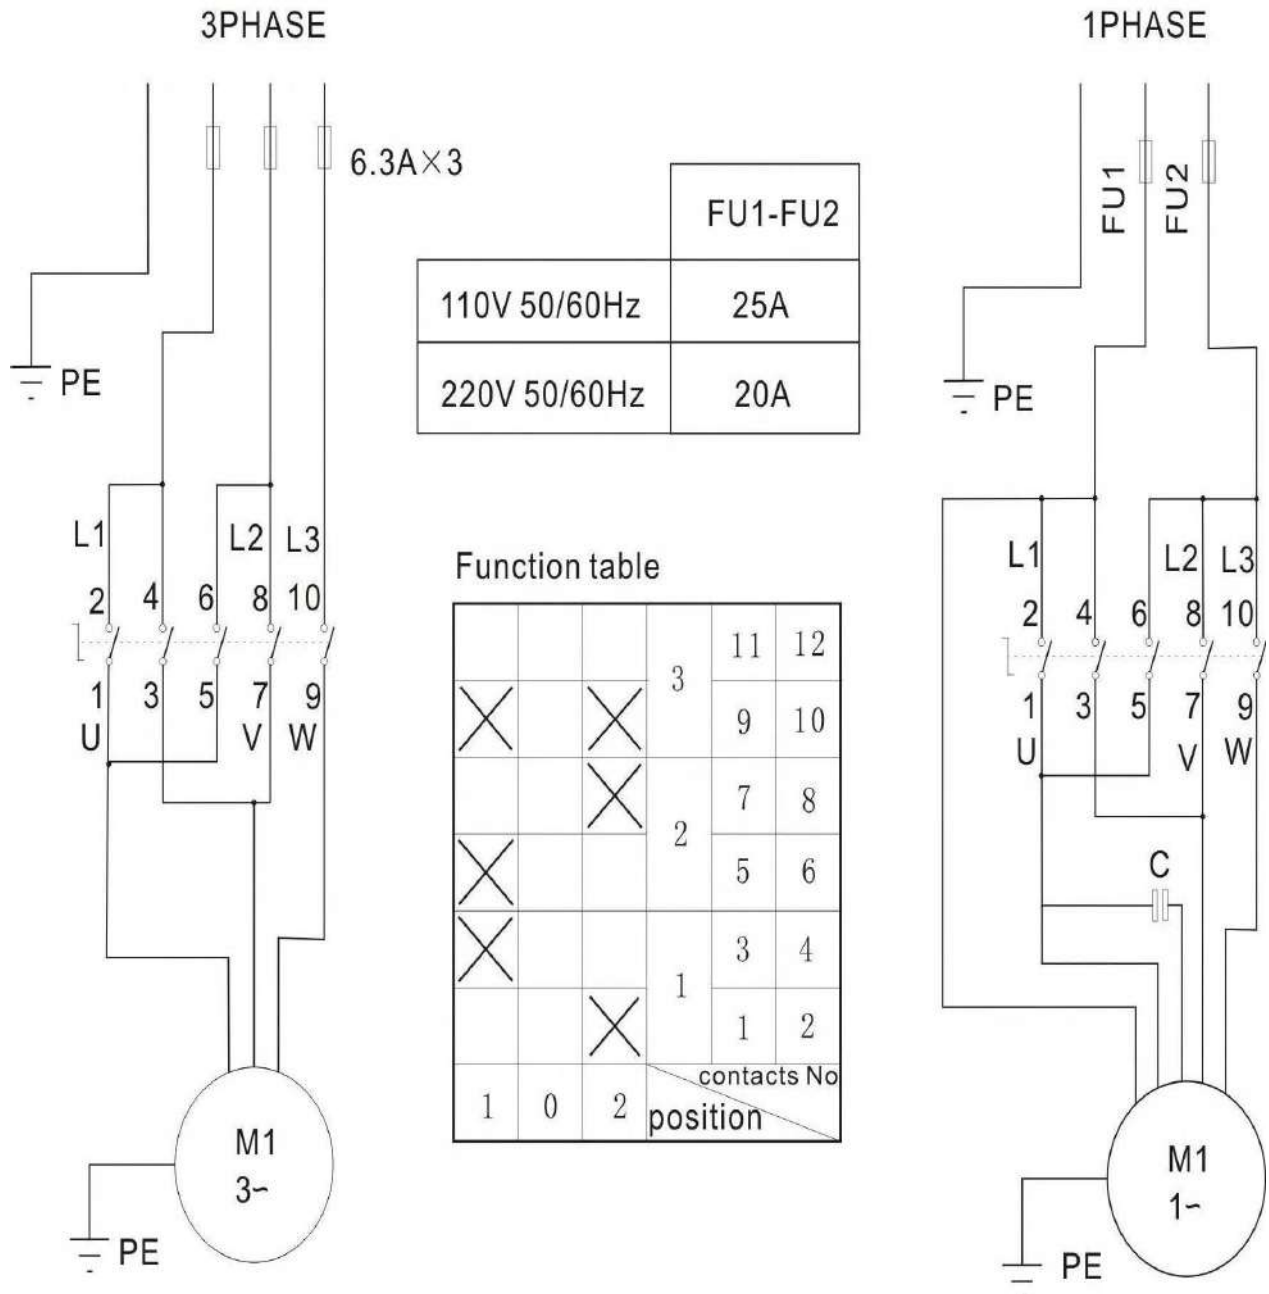 3PHASE
6.3A×3
PE
L1 L2 L3
2 4 6 8 10
1 3 5 7 9
U V W
M1
3~
PE
FU1-FU2
110V 50/60Hz 25A
220V 50/60Hz 20A
Function table
3 11 12
9 10
2 7 8
5 6
1 3 4
1 2
contacts No
1 0 2 position
1PHASE
FU1 FU2
PE
L1 L2 L3
2 4 6 8 10
1 3 5 7 9
U V W
C
M1
1~
PE